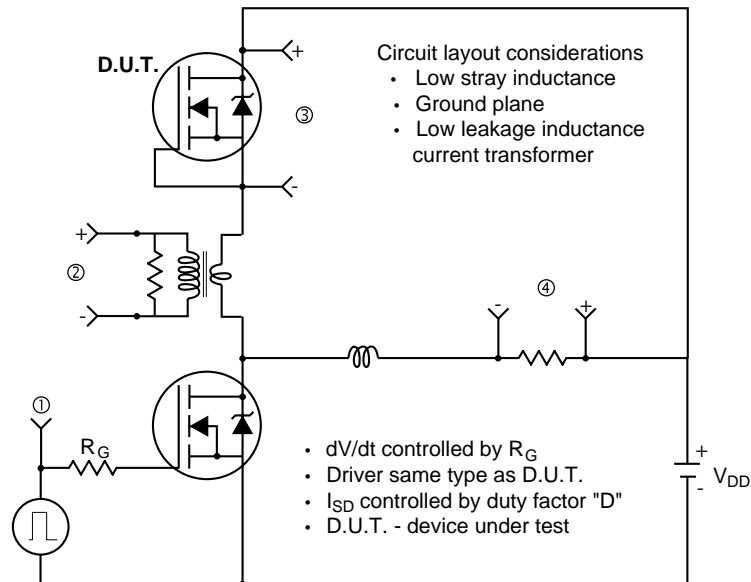 D.U.T.
+
③
-
Circuit layout considerations
• Low stray inductance
• Ground plane
• Low leakage inductance
current transformer
+
②
-
-
④
+
①
R_G
• dV/dt controlled by R_G
• Driver same type as D.U.T.
• I_SD controlled by duty factor "D"
• D.U.T. - device under test
+
V_DD
-